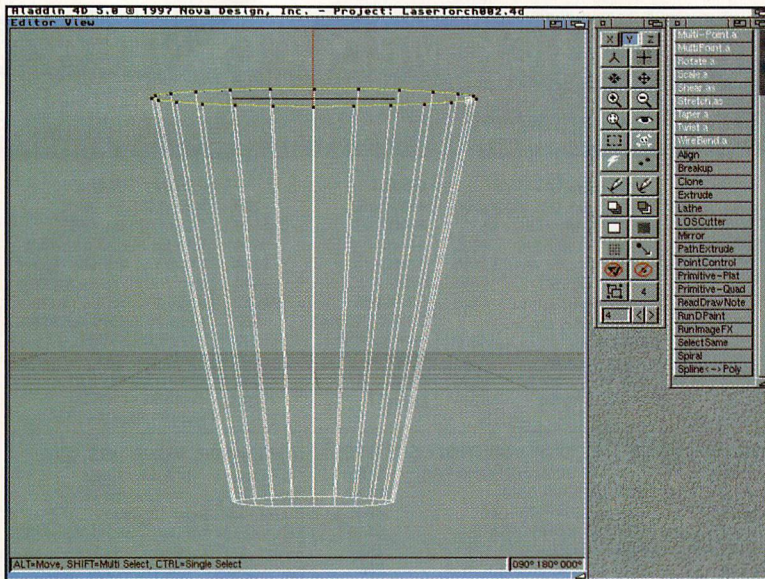 Aladdin 4D 5.0 © 1997 Nova Design, Inc. - Project: LaserTorch002.4d
Editor View
X Y Z
4
4 < >
Multi-Point.a
MultiPoint.a
Rotate.a
Scale.a
Shear.as
Stretch.as
Taper.a
Twist.a
WireBend.a
Align
Breakup
Clone
Extrude
Lathe
LOSCutter
Mirror
PathExtrude
PointControl
Primitive-Plat
Primitive-Quad
ReadDrawNote
RunDPaint
RunImageFX
SelectSame
Spiral
Spline<->Poly
ALT=Move, SHIFT=Multi Select, CTRL=Single Select
090° 180° 000°